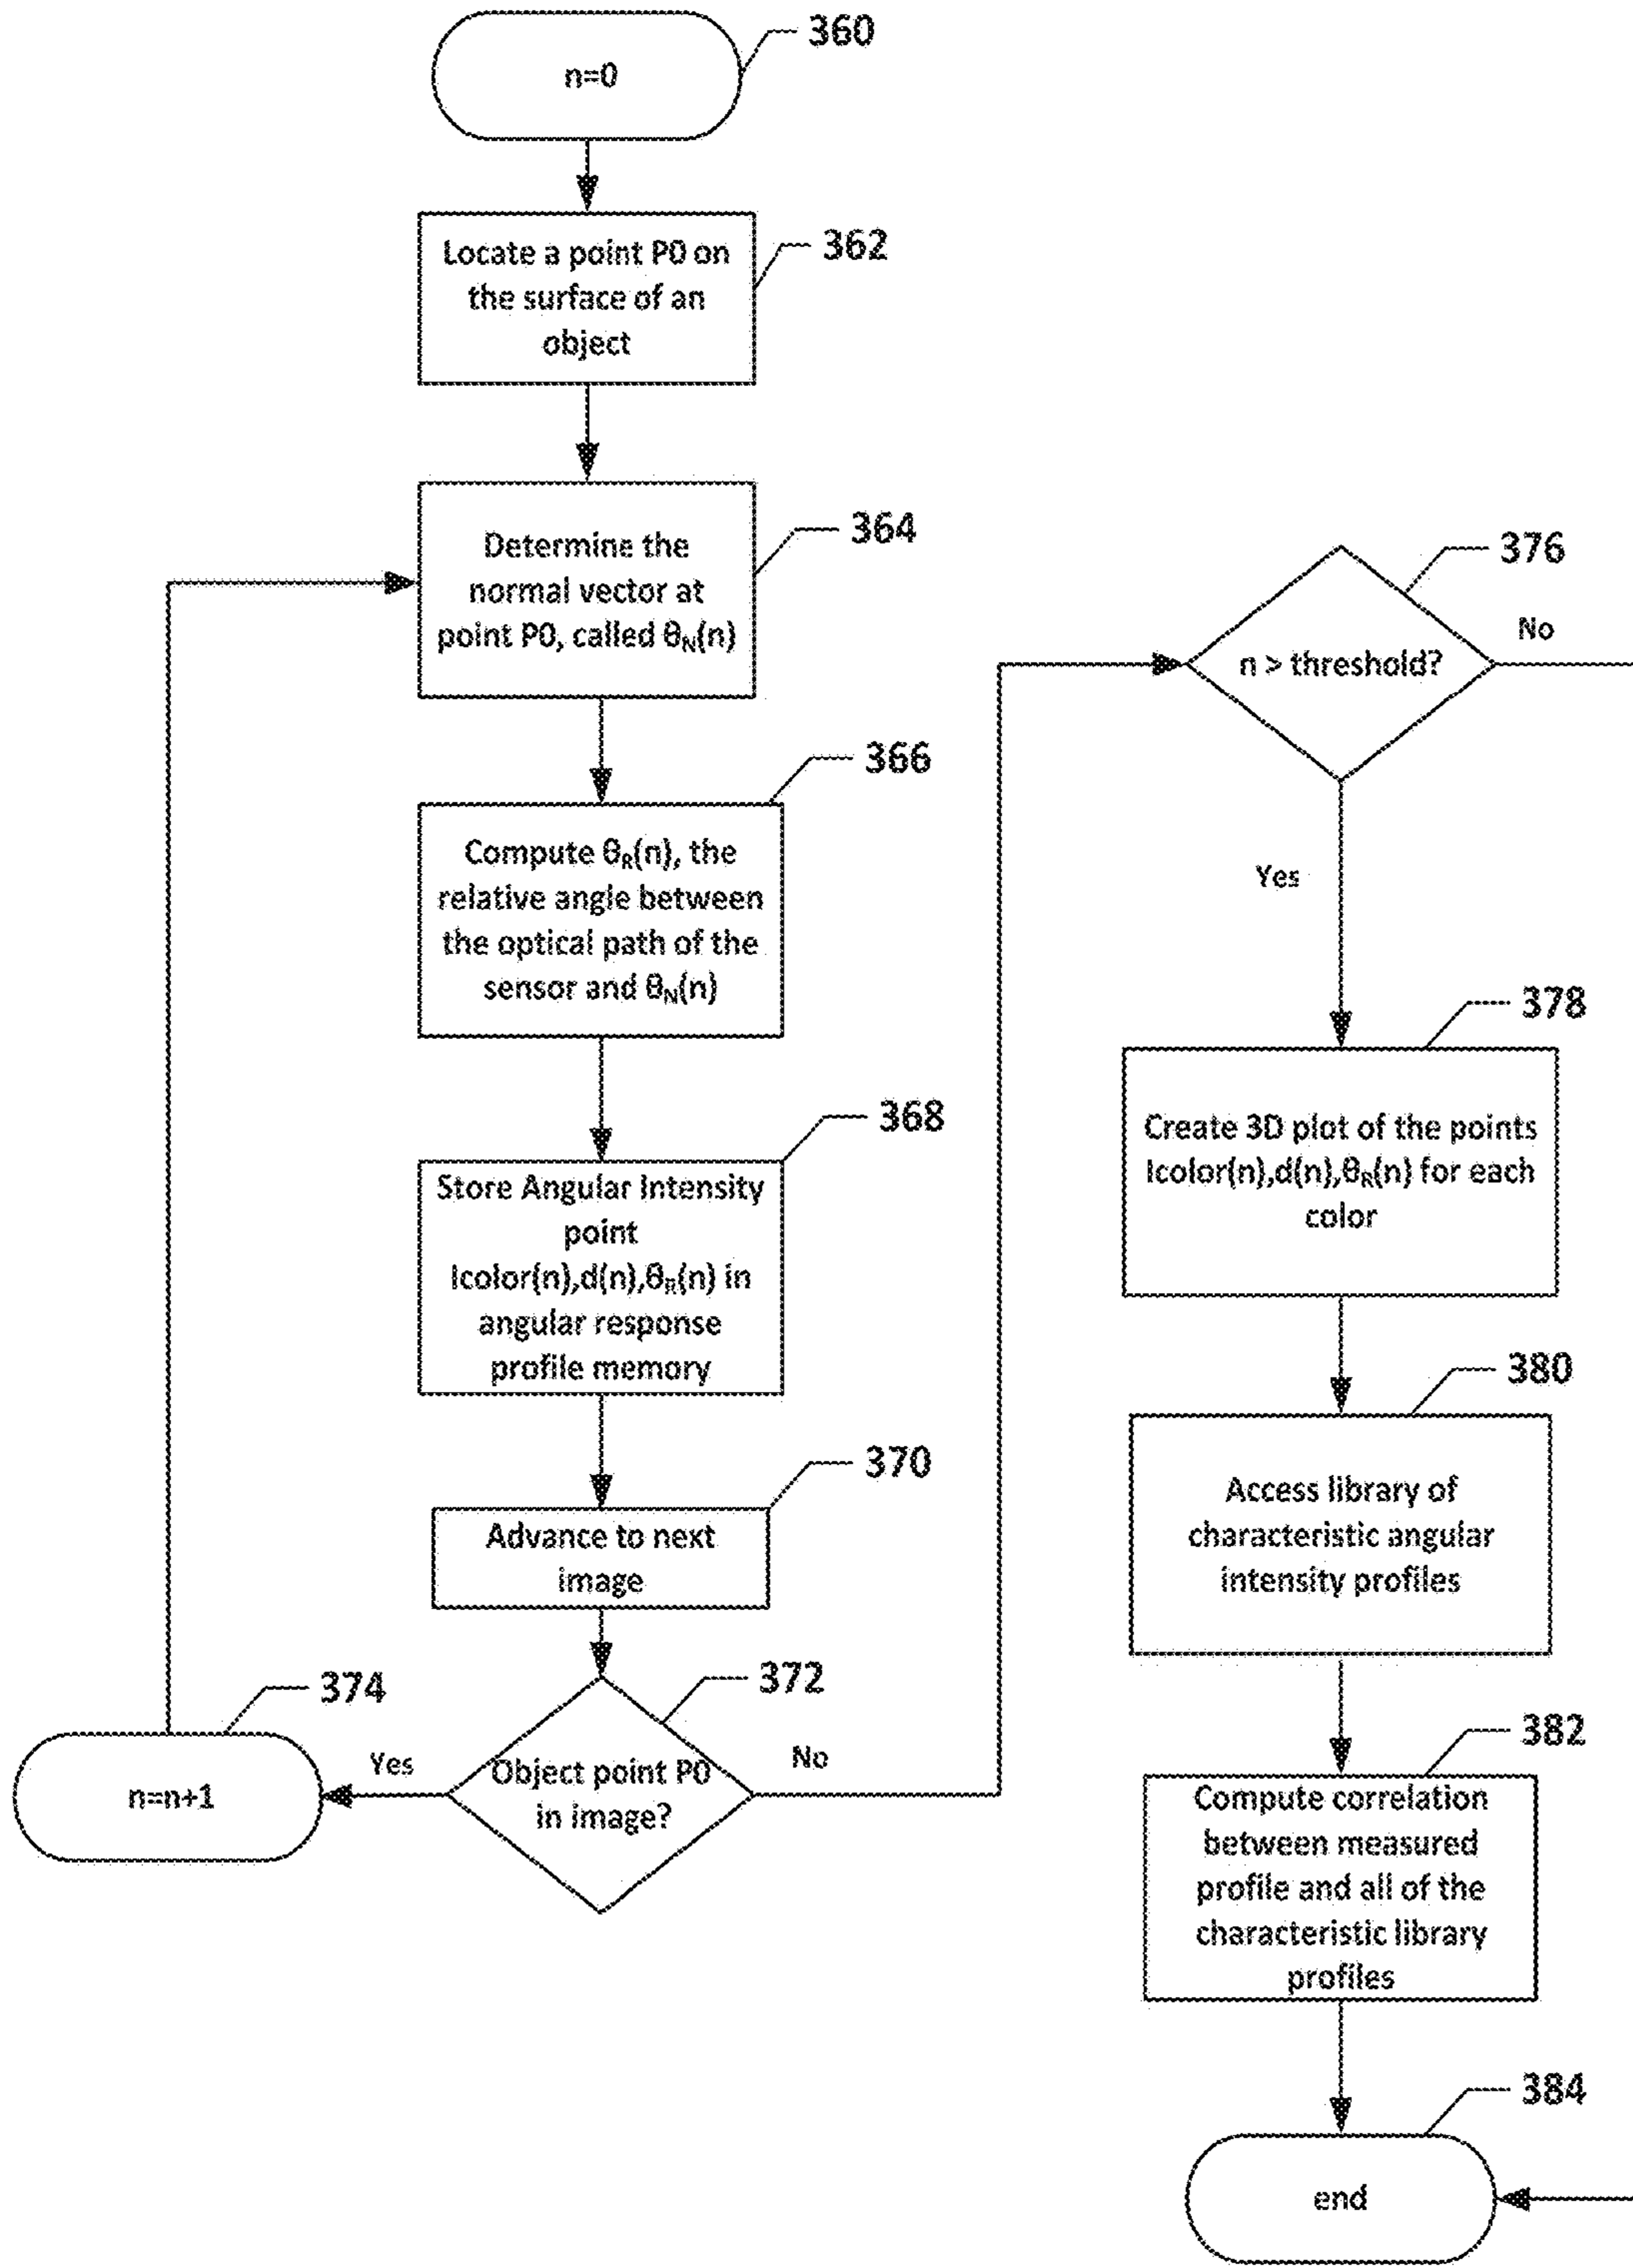 360
n=0
362
Locate a point P0 on
the surface of an
object
364
Determine the
normal vector at
point P0, called θN(n)
366
Compute θR(n), the
relative angle between
the optical path of the
sensor and θN(n)
368
Store Angular Intensity
point
Icolor(n),d(n),θR(n) in
angular response
profile memory
370
Advance to next
image
372
Object point P0
in image?
Yes
No
374
n=n+1
376
n > threshold?
No
Yes
378
Create 3D plot of the points
Icolor(n),d(n),θR(n) for each
color
380
Access library of
characteristic angular
intensity profiles
382
Compute correlation
between measured
profile and all of the
characteristic library
profiles
384
end